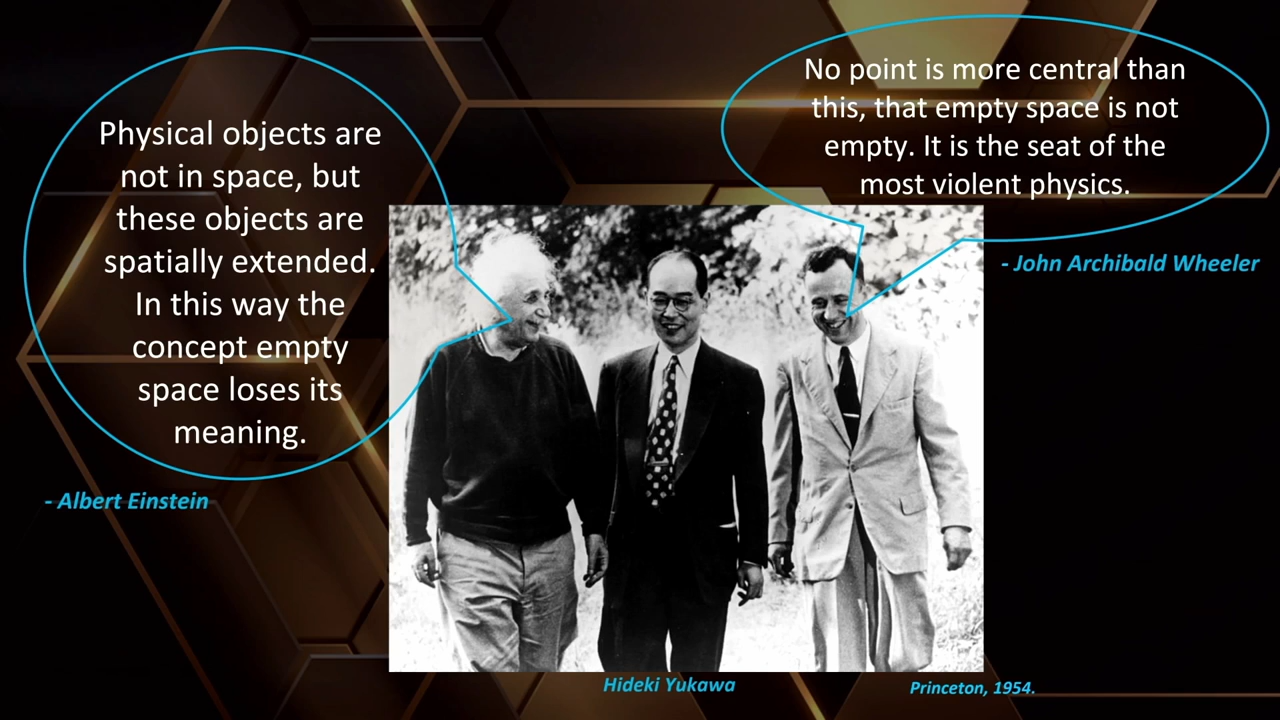 Physical objects are
not in space, but
these objects are
spatially extended.
In this way the
concept empty
space loses its
meaning.
- Albert Einstein
No point is more central than
this, that empty space is not
empty. It is the seat of the
most violent physics.
- John Archibald Wheeler
Hideki Yukawa
Princeton, 1954.